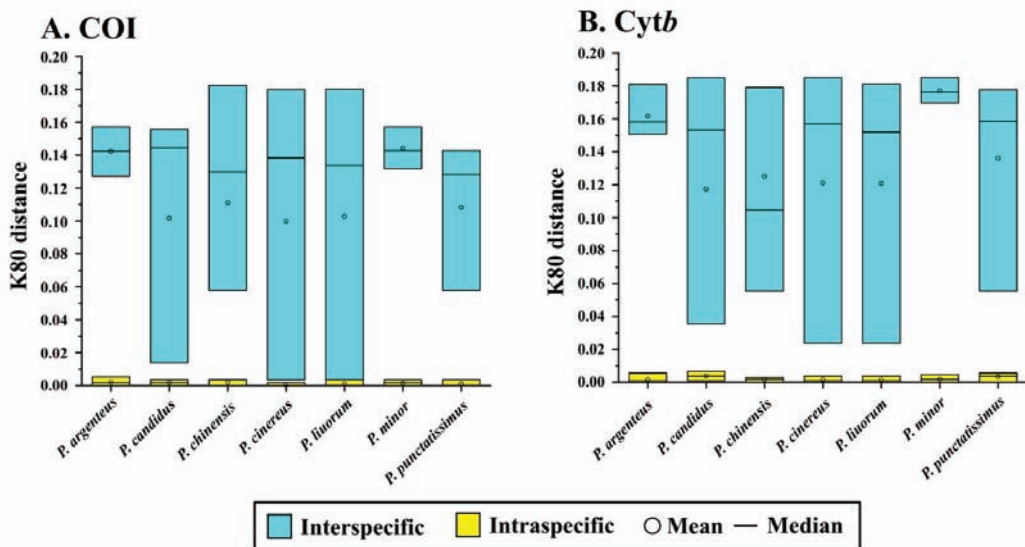 A. COI
K80 distance
0.20
0.18
0.16
0.14
0.12
0.10
0.08
0.06
0.04
0.02
0.00
P. argenteus
P. candidus
P. chinensis
P. cinereus
P. liuorum
P. minor
P. punctatissimus
B. Cytb
K80 distance
0.20
0.18
0.16
0.14
0.12
0.10
0.08
0.06
0.04
0.02
0.00
P. argenteus
P. candidus
P. chinensis
P. cinereus
P. liuorum
P. minor
P. punctatissimus
Interspecific Intraspecific Mean Median